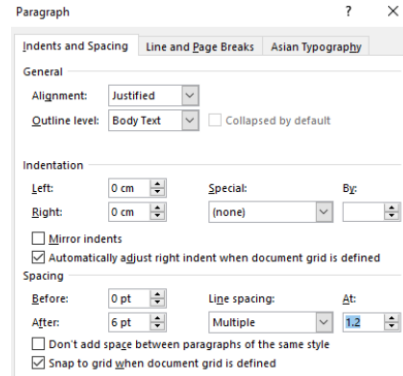 Paragraph ? ×
Indents and Spacing Line and Page Breaks Asian Typography
General
Alignment: Justified
Outline level: Body Text Collapsed by default
Indentation
Left: 0 cm Special: By:
Right: 0 cm (none)
Mirror indents
Automatically adjust right indent when document grid is defined
Spacing
Before: 0 pt Line spacing: At:
After: 6 pt Multiple 1.2
Don't add space between paragraphs of the same style
Snap to grid when document grid is defined